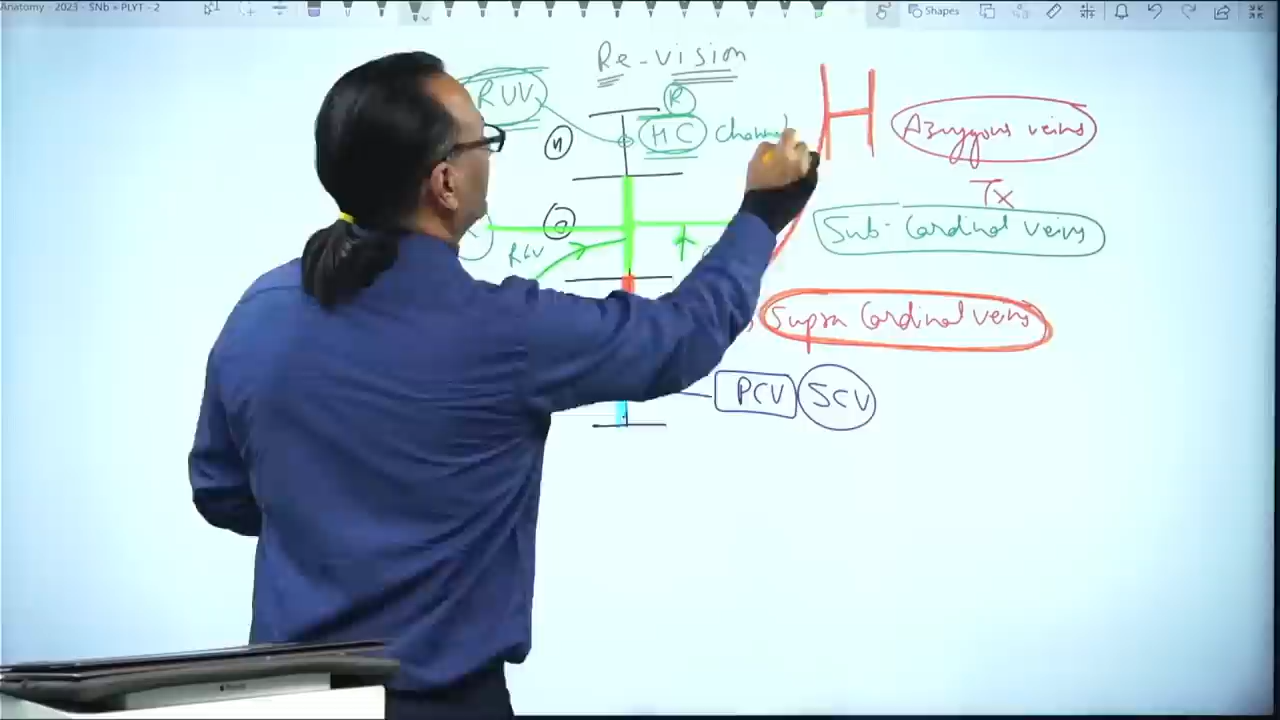 Anatomy - 2023 - SNb + PLYT - 2
Shapes
Re-vision
RUV
R
H
(HC) Channel
Azygous veins
Tx
RCV
Sub-Cardinal veins
Supra Cardinal veins
PCV SCV